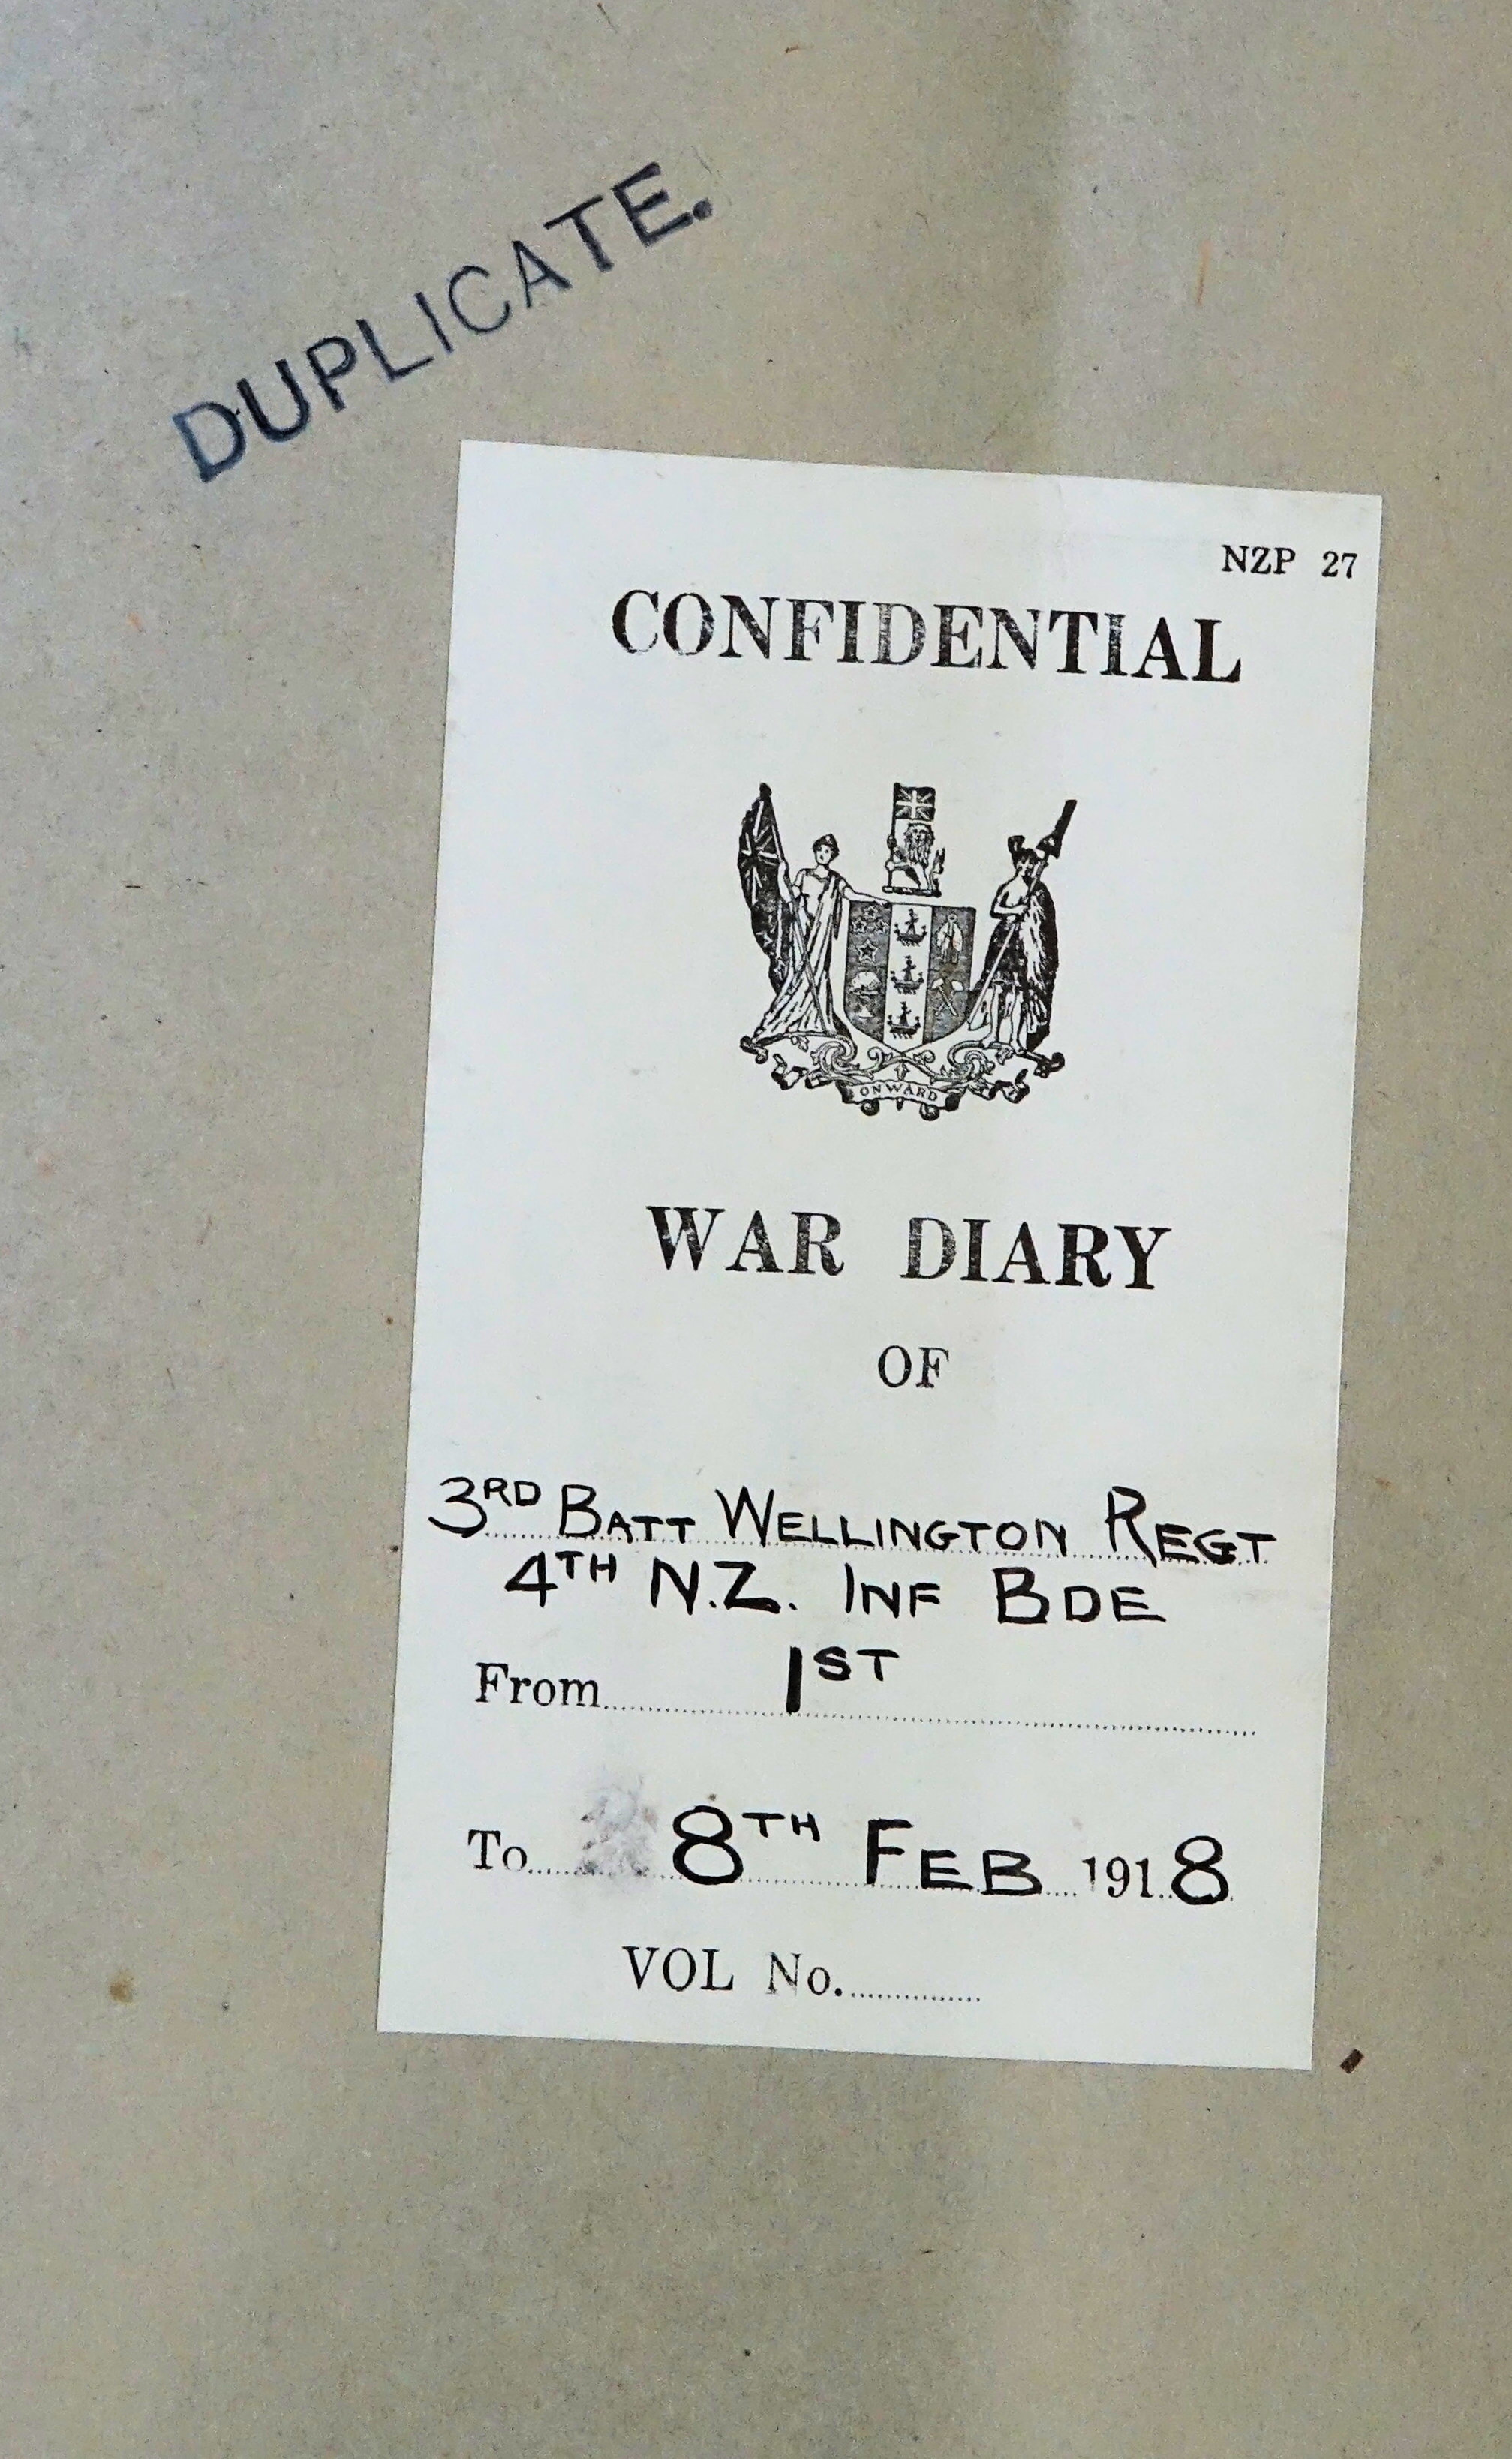 DUPLICATE.
NZP 27
CONFIDENTIAL
ONWARD
WAR DIARY
OF
3RD BATT WELLINGTON REGT
4TH N.Z. INF BDE
From 1ST
To 8TH FEB 1918
VOL No.